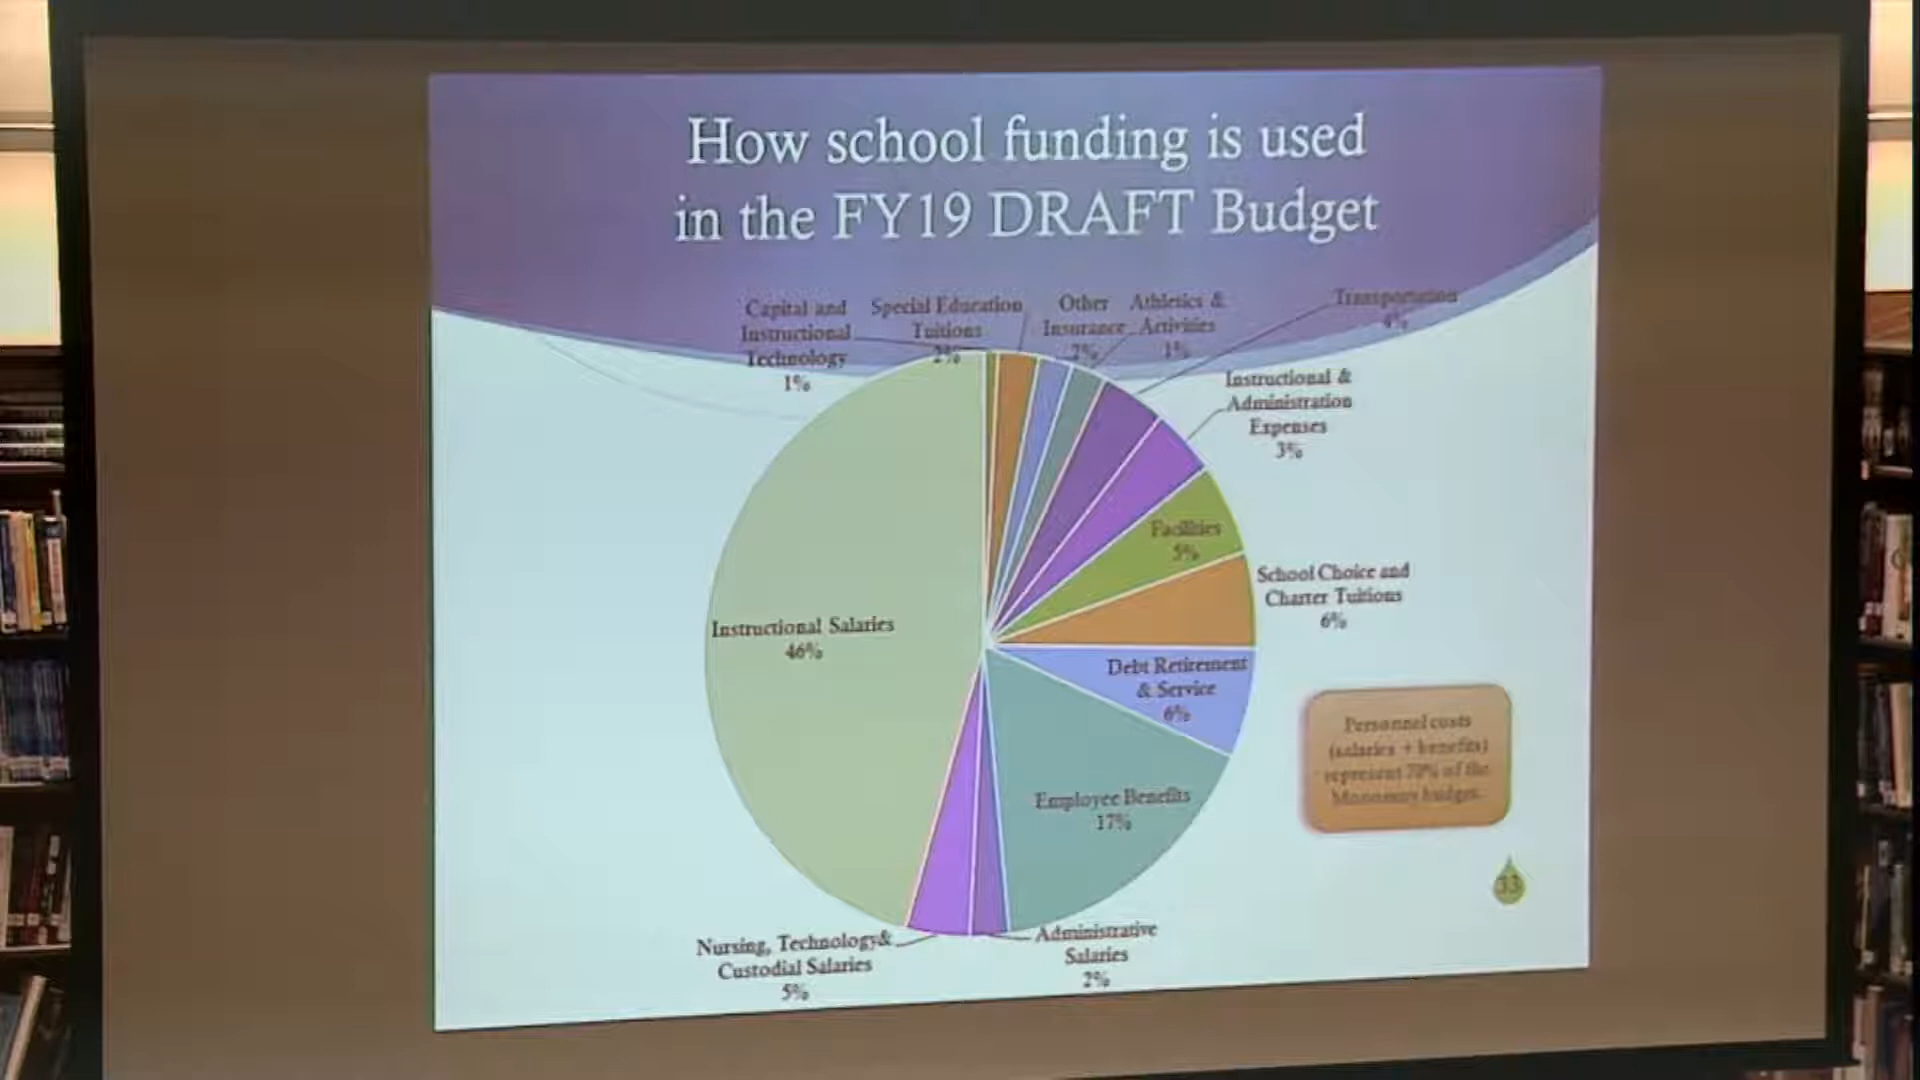 How school funding is used
in the FY19 DRAFT Budget
Capital and
Instructional
Technology
1%
Special Education
Tuitions
2%
Other
Insurance
2%
Athletics &
Activities
1%
Transportation
4%
Instructional &
Administration
Expenses
3%
Facilities
5%
School Choice and
Charter Tuitions
6%
Debt Retirement
& Service
6%
Employee Benefits
17%
Administrative
Salaries
2%
Nursing, Technology&
Custodial Salaries
5%
Instructional Salaries
46%
Personnel costs
(salaries + benefits)
represent of the
budget.
33